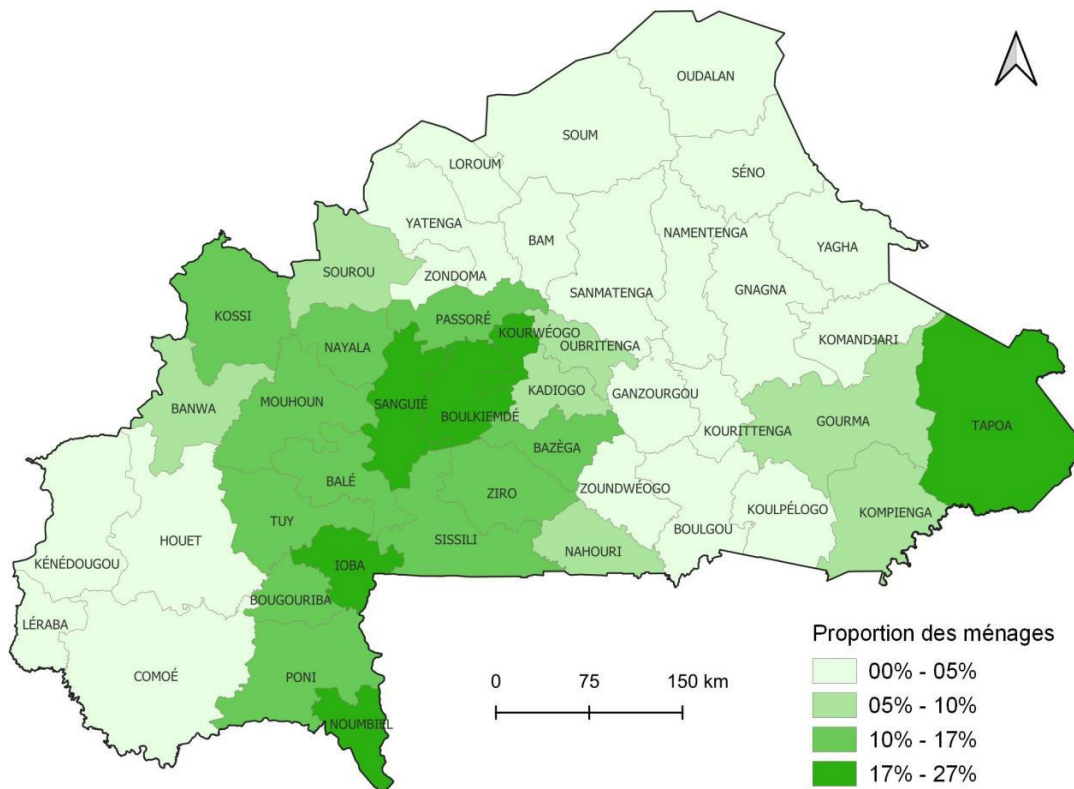 OUDALAN
SOUM
LOROUM
SÉNO
YATENGA
BAM
NAMENTENGA
YAGHA
SOUROU
ZONDOMA
SANMATENGA
GNAGNA
KOSSI
PASSORÉ
KOURWÉOGO
KOMANDJARI
NAYALA
OUBRITENGA
KADIOGO
GANZOURGOU
BANWA
MOUHOUN
SANGUIÉ
BOULKIEMDÉ
GOURMA
TAPOA
KOURITTENGA
BAZÈGA
BALÉ
ZIRO
ZOUNDWÉOGO
KOULPÉLOGO
KOMPIENGA
TUY
BOULGOU
HOUET
SISSILI
NAHOURI
KÉNÉDOUGOU
IOBA
BOUGOURIBA
LÉRABA
COMOÉ
PONI
NOUMBIEL
0 75 150 km
Proportion des ménages
00% - 05%
05% - 10%
10% - 17%
17% - 27%